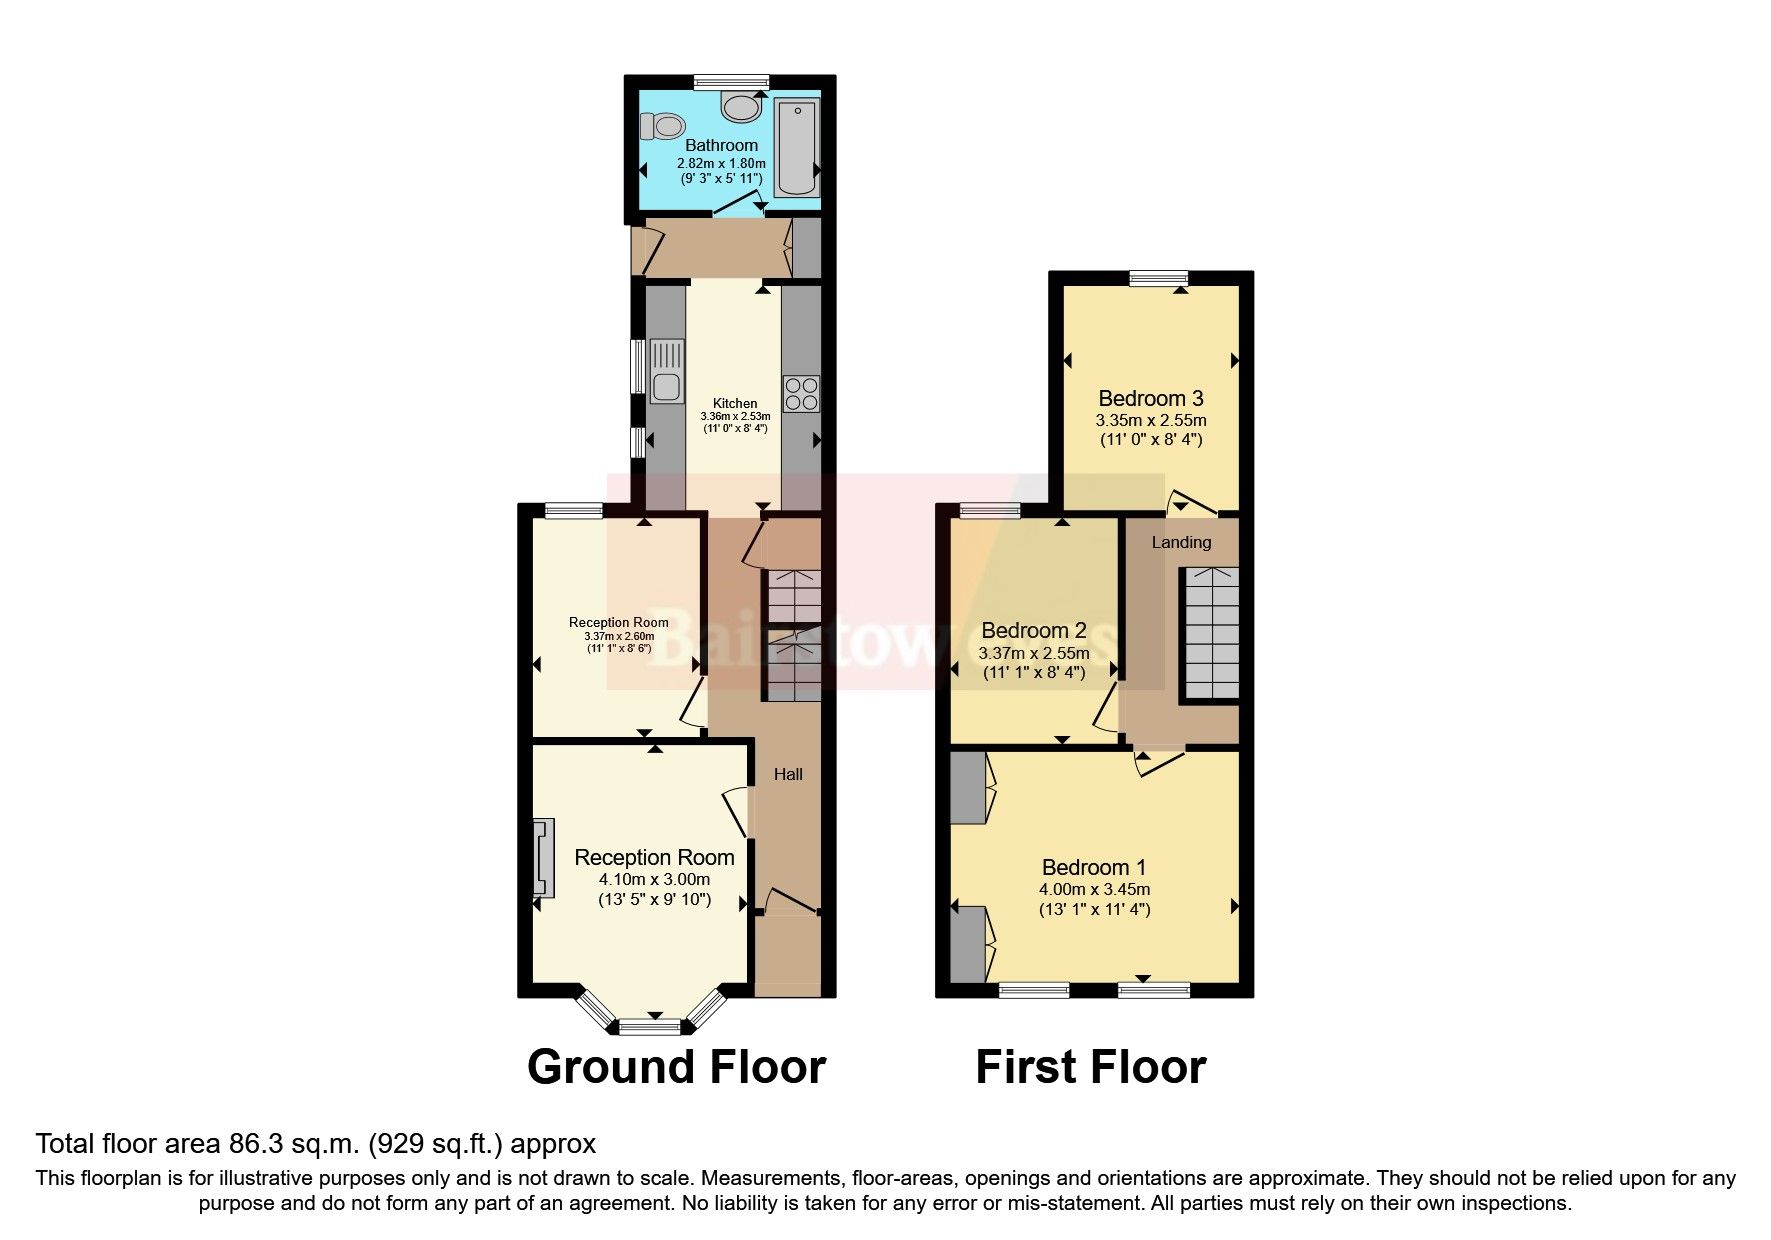 Bathroom
2.82m x 1.80m
(9' 3" x 5' 11")
Kitchen
3.36m x 2.53m
(11' 0" x 8' 4")
Bedroom 3
3.35m x 2.55m
(11' 0" x 8' 4")
Landing
Reception Room
3.37m x 2.60m
(11' 1" x 8' 6")
Bairstow eves
Bedroom 2
3.37m x 2.55m
(11' 1" x 8' 4")
Hall
Reception Room
4.10m x 3.00m
(13' 5" x 9' 10")
Bedroom 1
4.00m x 3.45m
(13' 1" x 11' 4")
Ground Floor
First Floor
Total floor area 86.3 sq.m. (929 sq.ft.) approx
This floorplan is for illustrative purposes only and is not drawn to scale. Measurements, floor-areas, openings and orientations are approximate. They should not be relied upon for any
purpose and do not form any part of an agreement. No liability is taken for any error or mis-statement. All parties must rely on their own inspections.